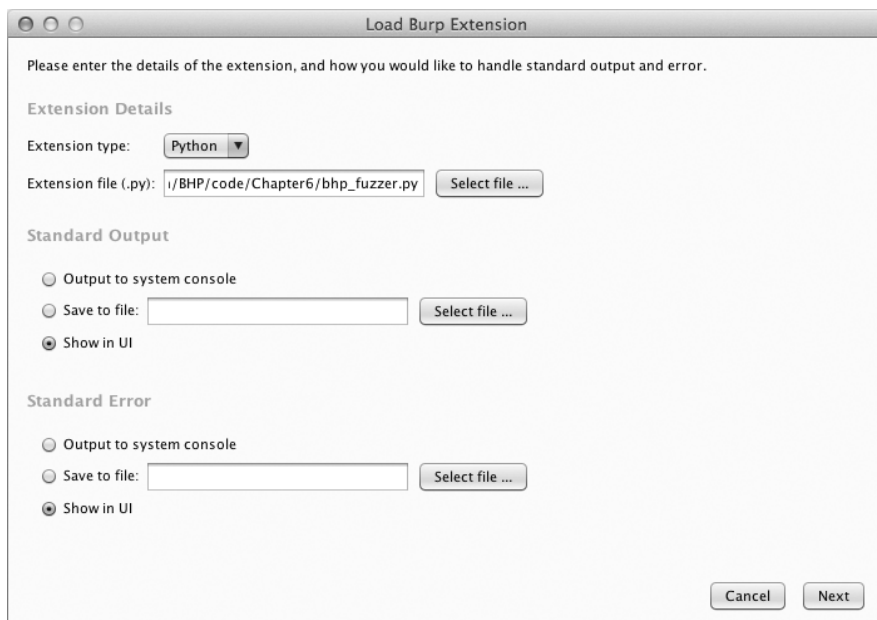 Load Burp Extension
Please enter the details of the extension, and how you would like to handle standard output and error.
Extension Details
Extension type: Python
Extension file (.py): /BHP/code/Chapter6/bhp_fuzzer.py Select file ...
Standard Output
Output to system console
Save to file: Select file ...
Show in UI
Standard Error
Output to system console
Save to file: Select file ...
Show in UI
Cancel Next